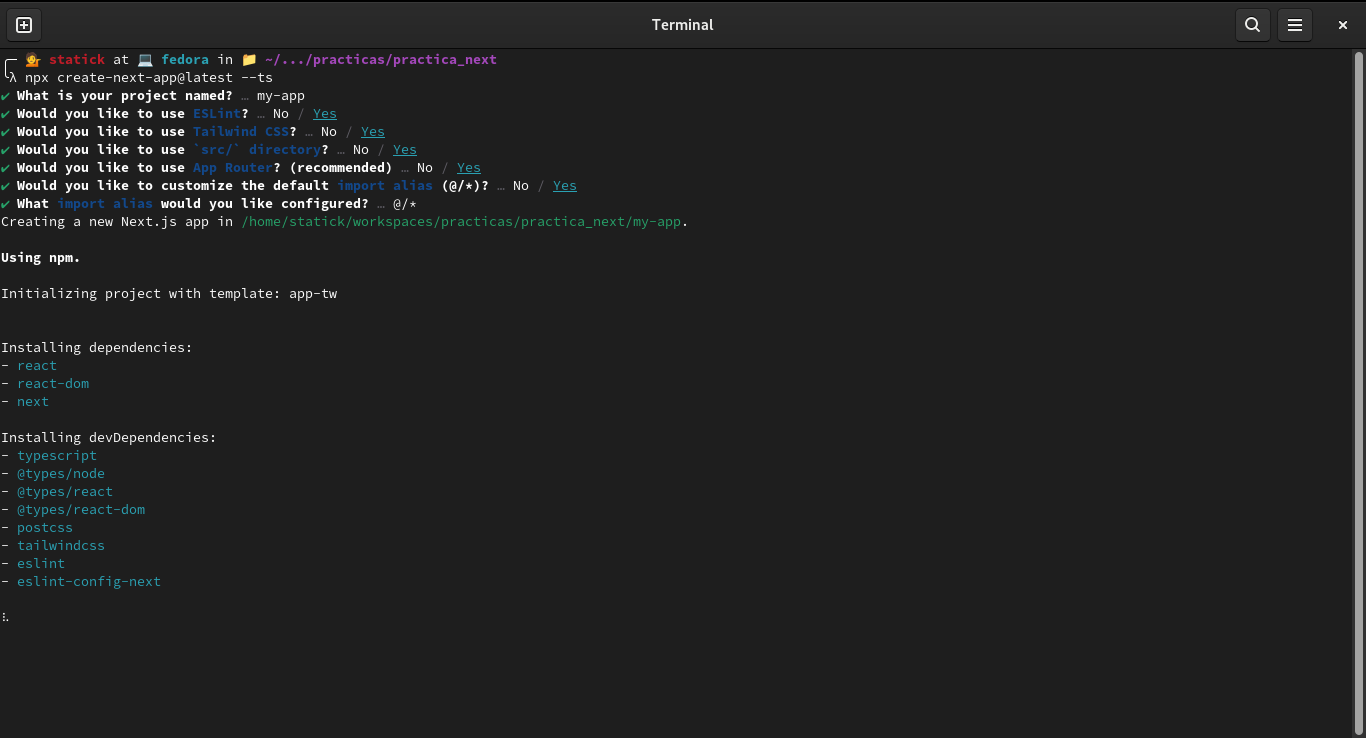 Terminal
statick at fedora in ~/.../practicas/practica_next
λ npx create-next-app@latest --ts
✔ What is your project named? … my-app
✔ Would you like to use ESLint? … No / Yes
✔ Would you like to use Tailwind CSS? … No / Yes
✔ Would you like to use `src/` directory? … No / Yes
✔ Would you like to use App Router? (recommended) … No / Yes
✔ Would you like to customize the default import alias (@/*)? … No / Yes
✔ What import alias would you like configured? … @/*
Creating a new Next.js app in /home/statick/workspaces/practicas/practica_next/my-app.
Using npm.
Initializing project with template: app-tw
Installing dependencies:
- react
- react-dom
- next
Installing devDependencies:
- typescript
- @types/node
- @types/react
- @types/react-dom
- postcss
- tailwindcss
- eslint
- eslint-config-next